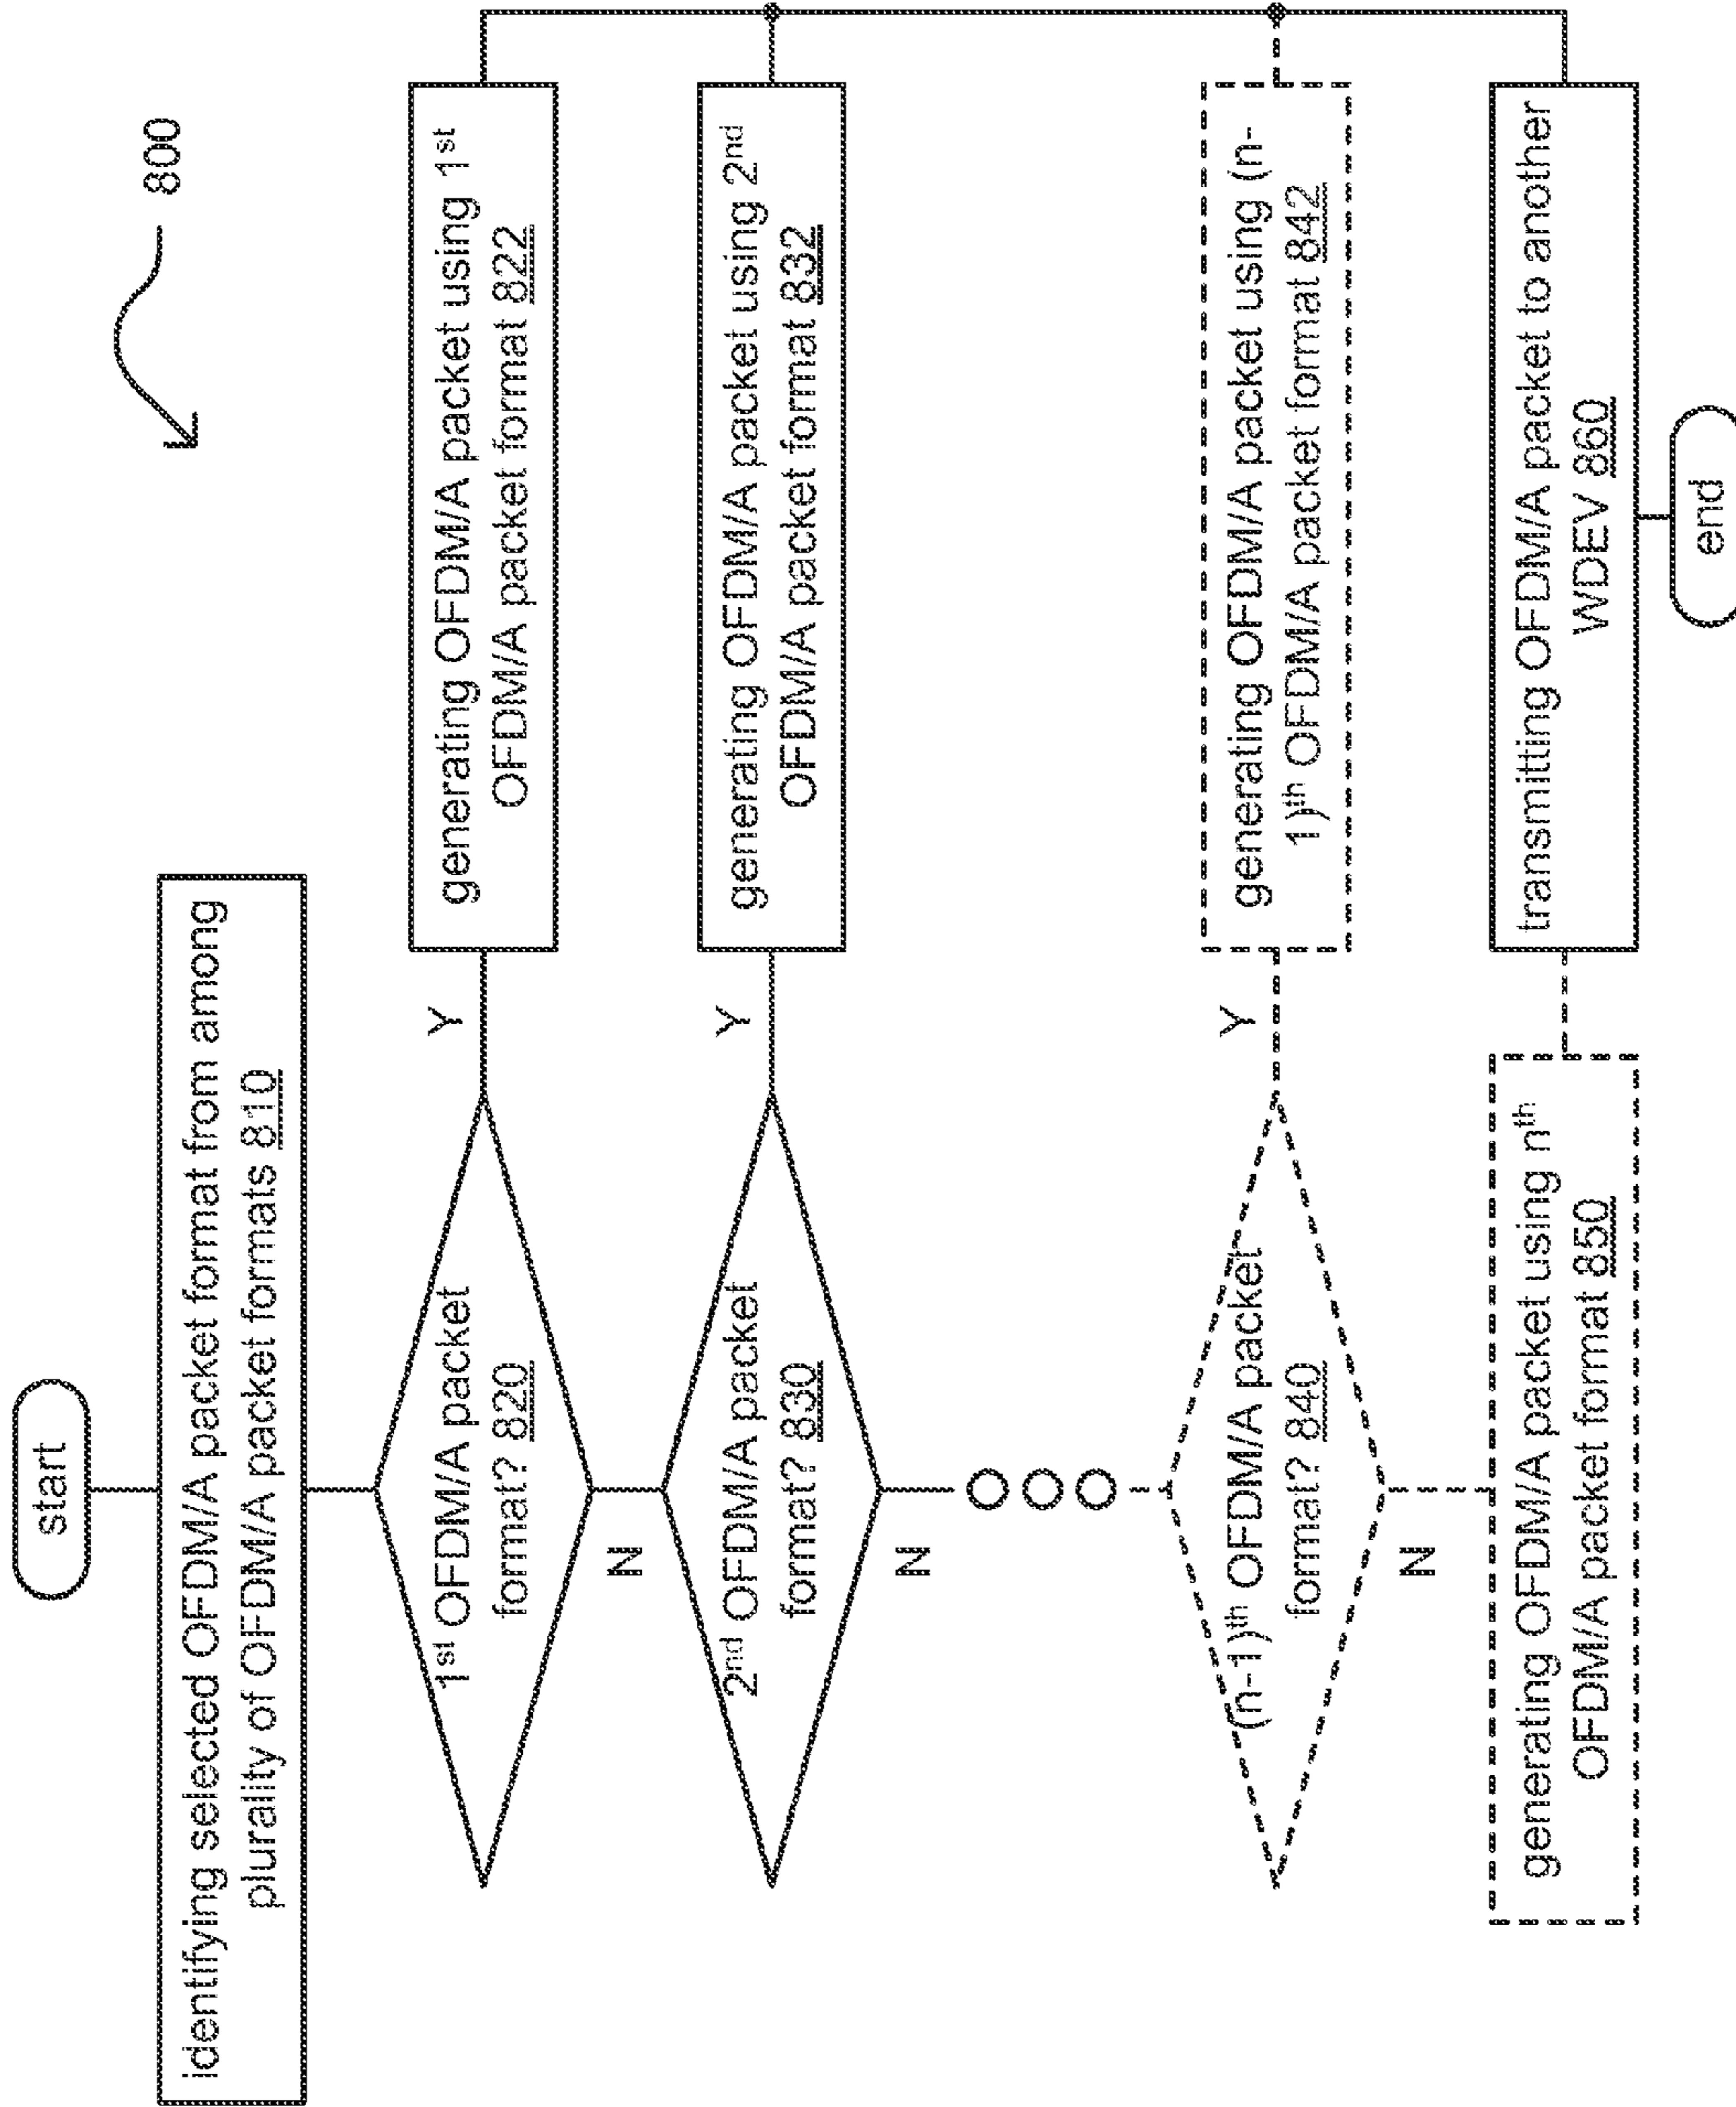 800
start
identifying selected OFDM/A packet format from among
plurality of OFDM/A packet formats 810
1st OFDM/A packet
format? 820
Y
generating OFDM/A packet using 1st
OFDM/A packet format 822
N
2nd OFDM/A packet
format? 830
Y
generating OFDM/A packet using 2nd
OFDM/A packet format 832
N
(n-1)th OFDM/A packet
format? 840
Y
generating OFDM/A packet using (n-
1)th OFDM/A packet format 842
N
generating OFDM/A packet using nth
OFDM/A packet format 850
transmitting OFDM/A packet to another
WDEV 860
end